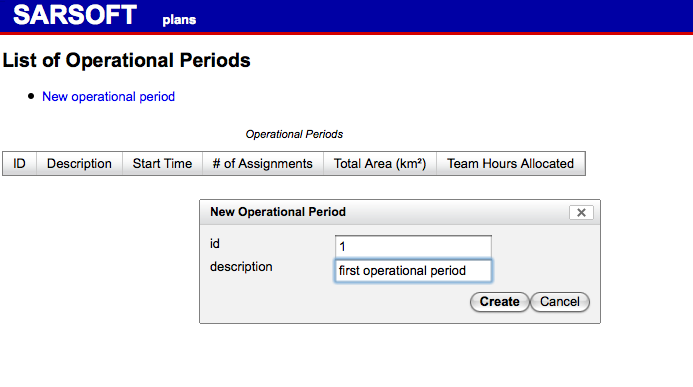 SARSOFT plans
List of Operational Periods
New operational period
Operational Periods
ID Description Start Time # of Assignments Total Area (km²) Team Hours Allocated
New Operational Period
id 1
description first operational period
Create Cancel